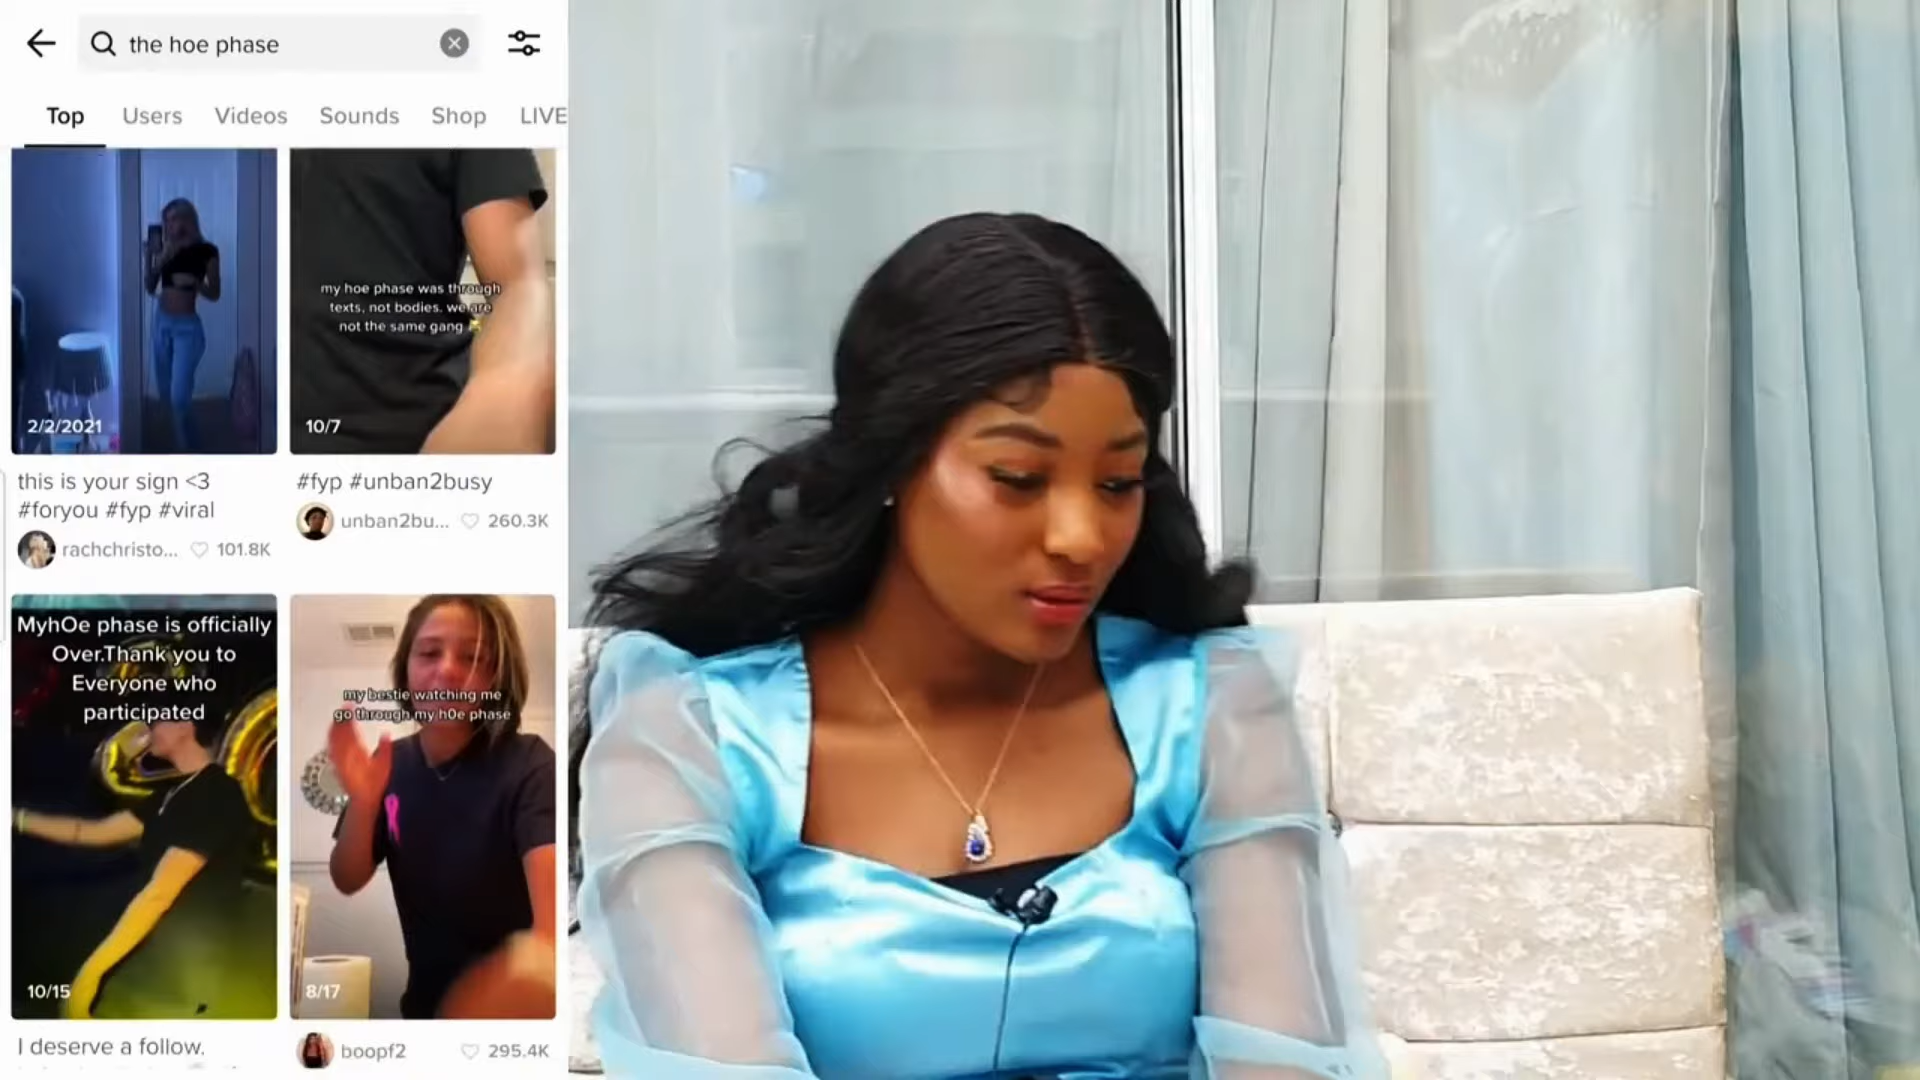 the hoe phase
Top Users Videos Sounds Shop LIVE
my hoe phase was through
texts, not bodies. we are
not the same gang
2/2/2021
10/7
this is your sign <3
#foryou #fyp #viral
rachchristo... 101.8K
#fyp #unban2busy
unban2bu... 260.3K
MyhOe phase is officially
Over.Thank you to
Everyone who
participated
10/15
my bestie watching me
go through my h0e phase
8/17
I deserve a follow.
boopf2 295.4K